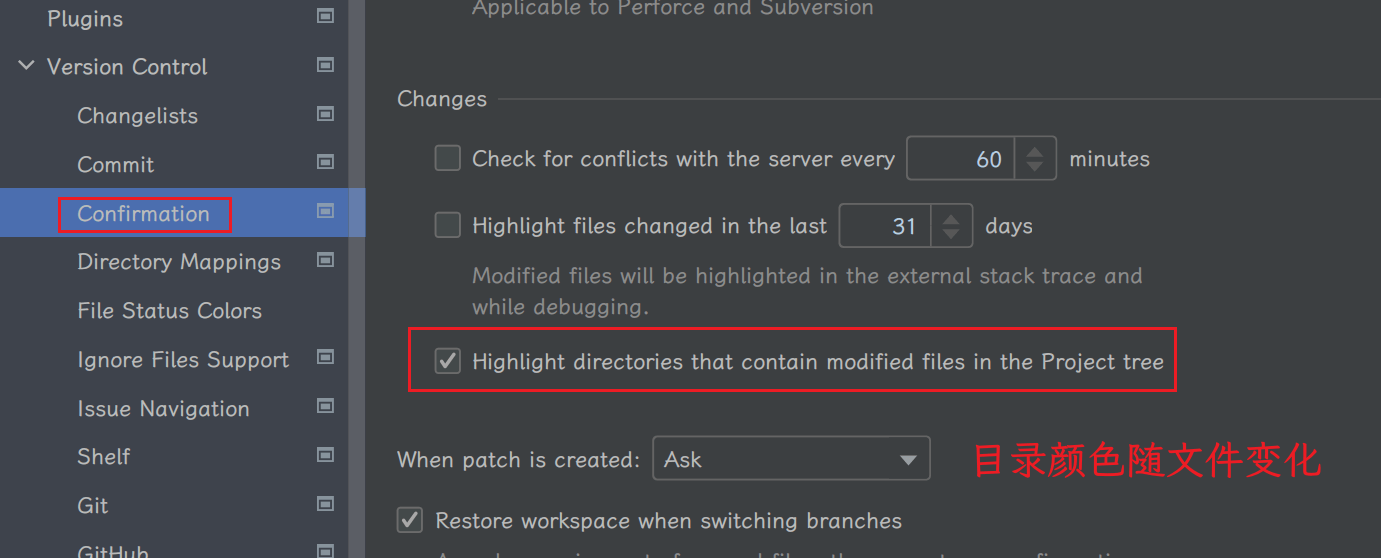 Plugins
Version Control
Changelists
Commit
Confirmation
Directory Mappings
File Status Colors
Ignore Files Support
Issue Navigation
Shelf
Git
GitHub
Applicable to Perforce and Subversion
Changes
Check for conflicts with the server every 60 minutes
Highlight files changed in the last 31 days
Modified files will be highlighted in the external stack trace and
while debugging.
Highlight directories that contain modified files in the Project tree
When patch is created: Ask
目录颜色随文件变化
Restore workspace when switching branches